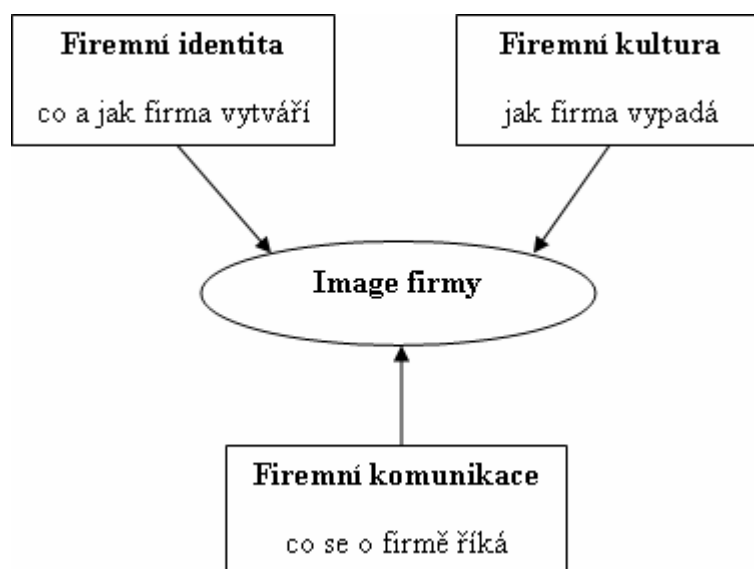 Firemní identita
co a jak firma vytváří
Firemní kultura
jak firma vypadá
Image firmy
Firemní komunikace
co se o firmě říká